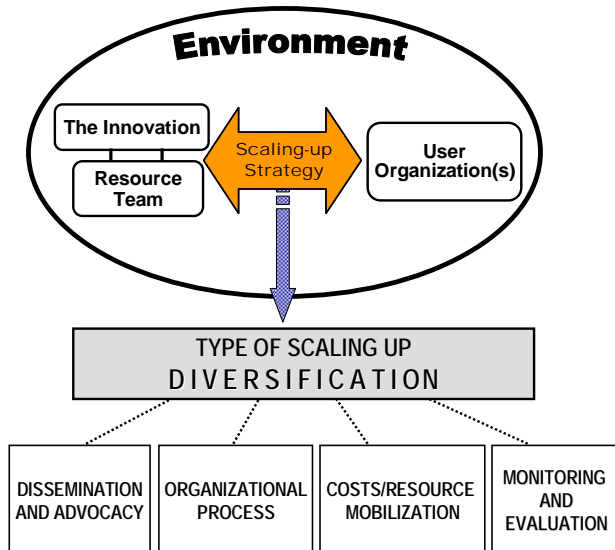 Environment
The Innovation
Resource
Team
Scaling-up
Strategy
User
Organization(s)
TYPE OF SCALING UP
DIVERSIFICATION
DISSEMINATION
AND ADVOCACY
ORGANIZATIONAL
PROCESS
COSTS/RESOURCE
MOBILIZATION
MONITORING
AND
EVALUATION